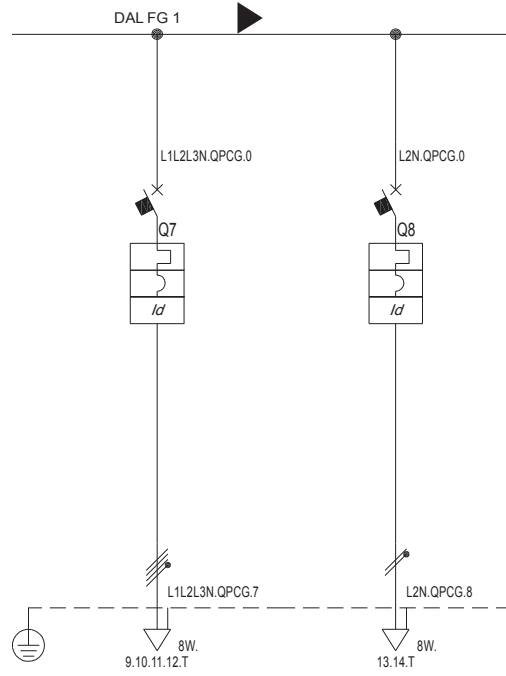 DAL FG 1
L1L2L3N.QPCG.0
L2N.QPCG.0
Q7
Q8
Id
Id
L1L2L3N.QPCG.7
L2N.QPCG.8
8W.
8W.
9.10.11.12.T
13.14.T